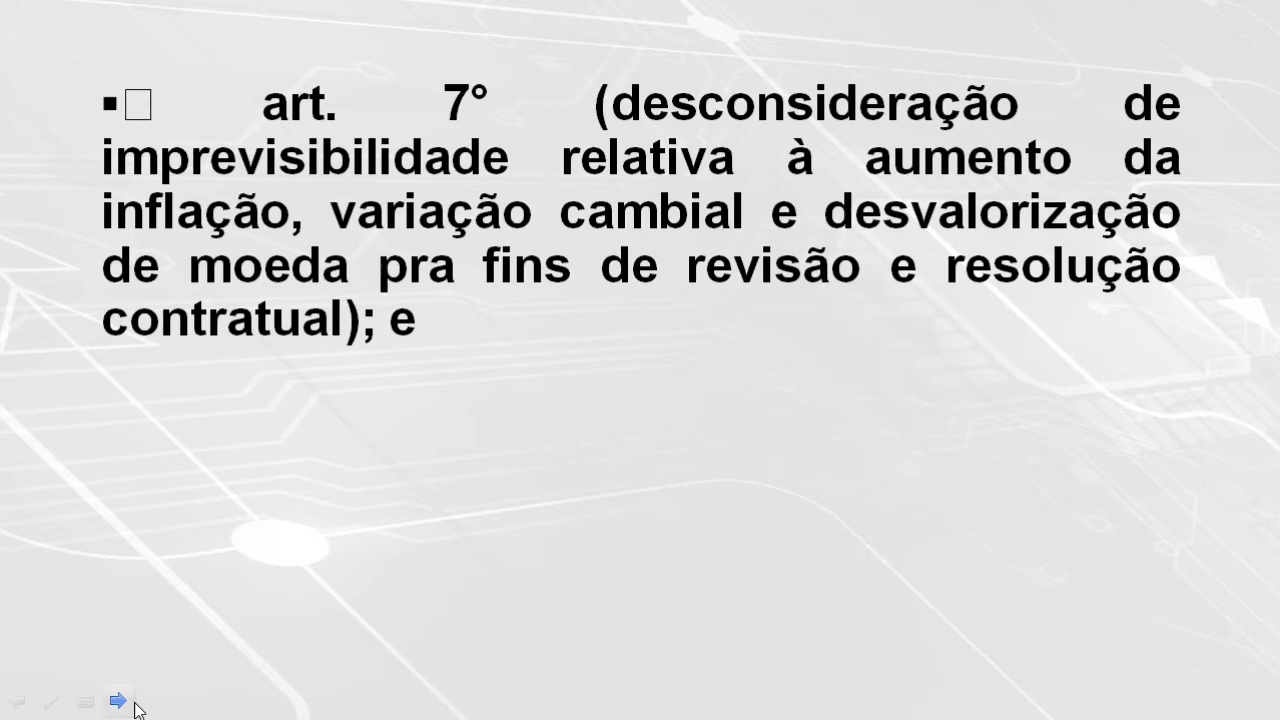 ▪□ art. 7° (desconsideração de
imprevisibilidade relativa à aumento da
inflação, variação cambial e desvalorização
de moeda pra fins de revisão e resolução
contratual); e